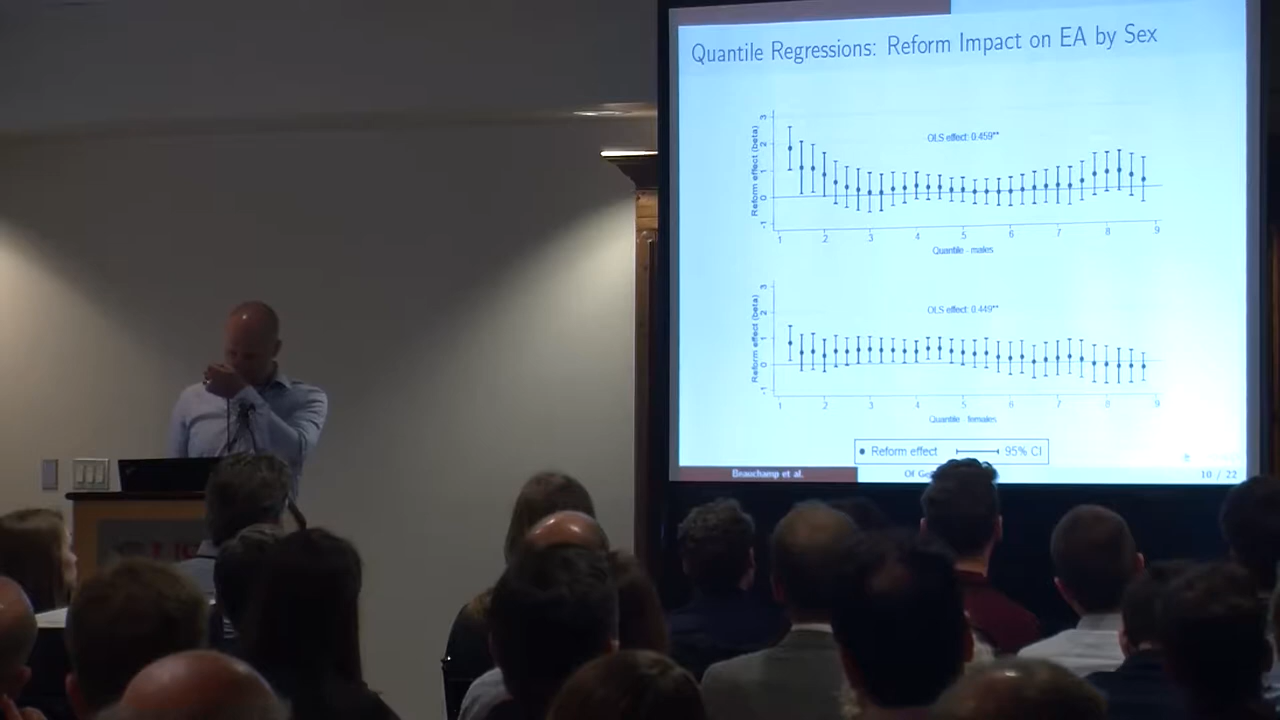 Quantile Regressions: Reform Impact on EA by Sex
OLS effect: 0.459**
Reform effect (beta)
3
2
1
0
-1
.1 .2 .3 .4 .5 .6 .7 .8 .9
Quantile - males
OLS effect: 0.449**
Reform effect (beta)
3
2
1
0
-1
.1 .2 .3 .4 .5 .6 .7 .8 .9
Quantile - females
Reform effect 95% CI
Beauchamp et al. Of 10 / 22